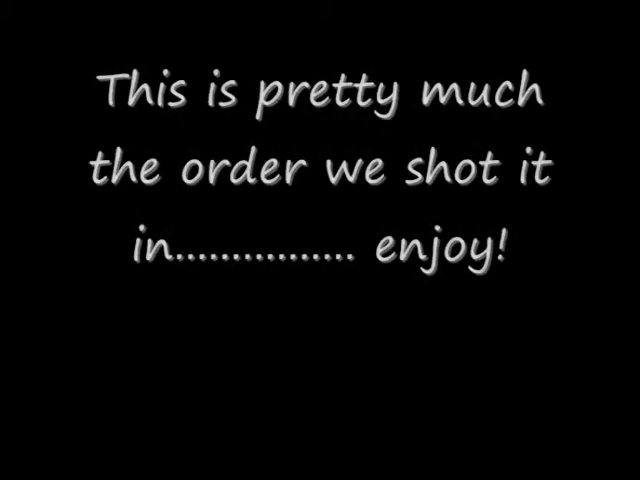 This is pretty much
the order we shot it
in................ enjoy!